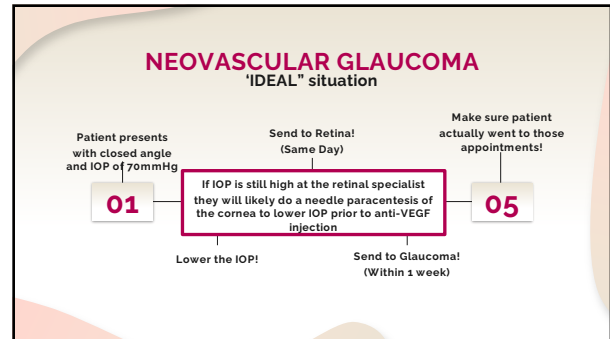 NEOVASCULAR GLAUCOMA
‘IDEAL” situation
Patient presents
with closed angle
and IOP of 70mmHg
01
Lower the IOP!
Send to Retina!
(Same Day)
If IOP is still high at the retinal specialist
they will likely do a needle paracentesis of
the cornea to lower IOP prior to anti-VEGF
injection
Send to Glaucoma!
(Within 1 week)
Make sure patient
actually went to those
appointments!
05